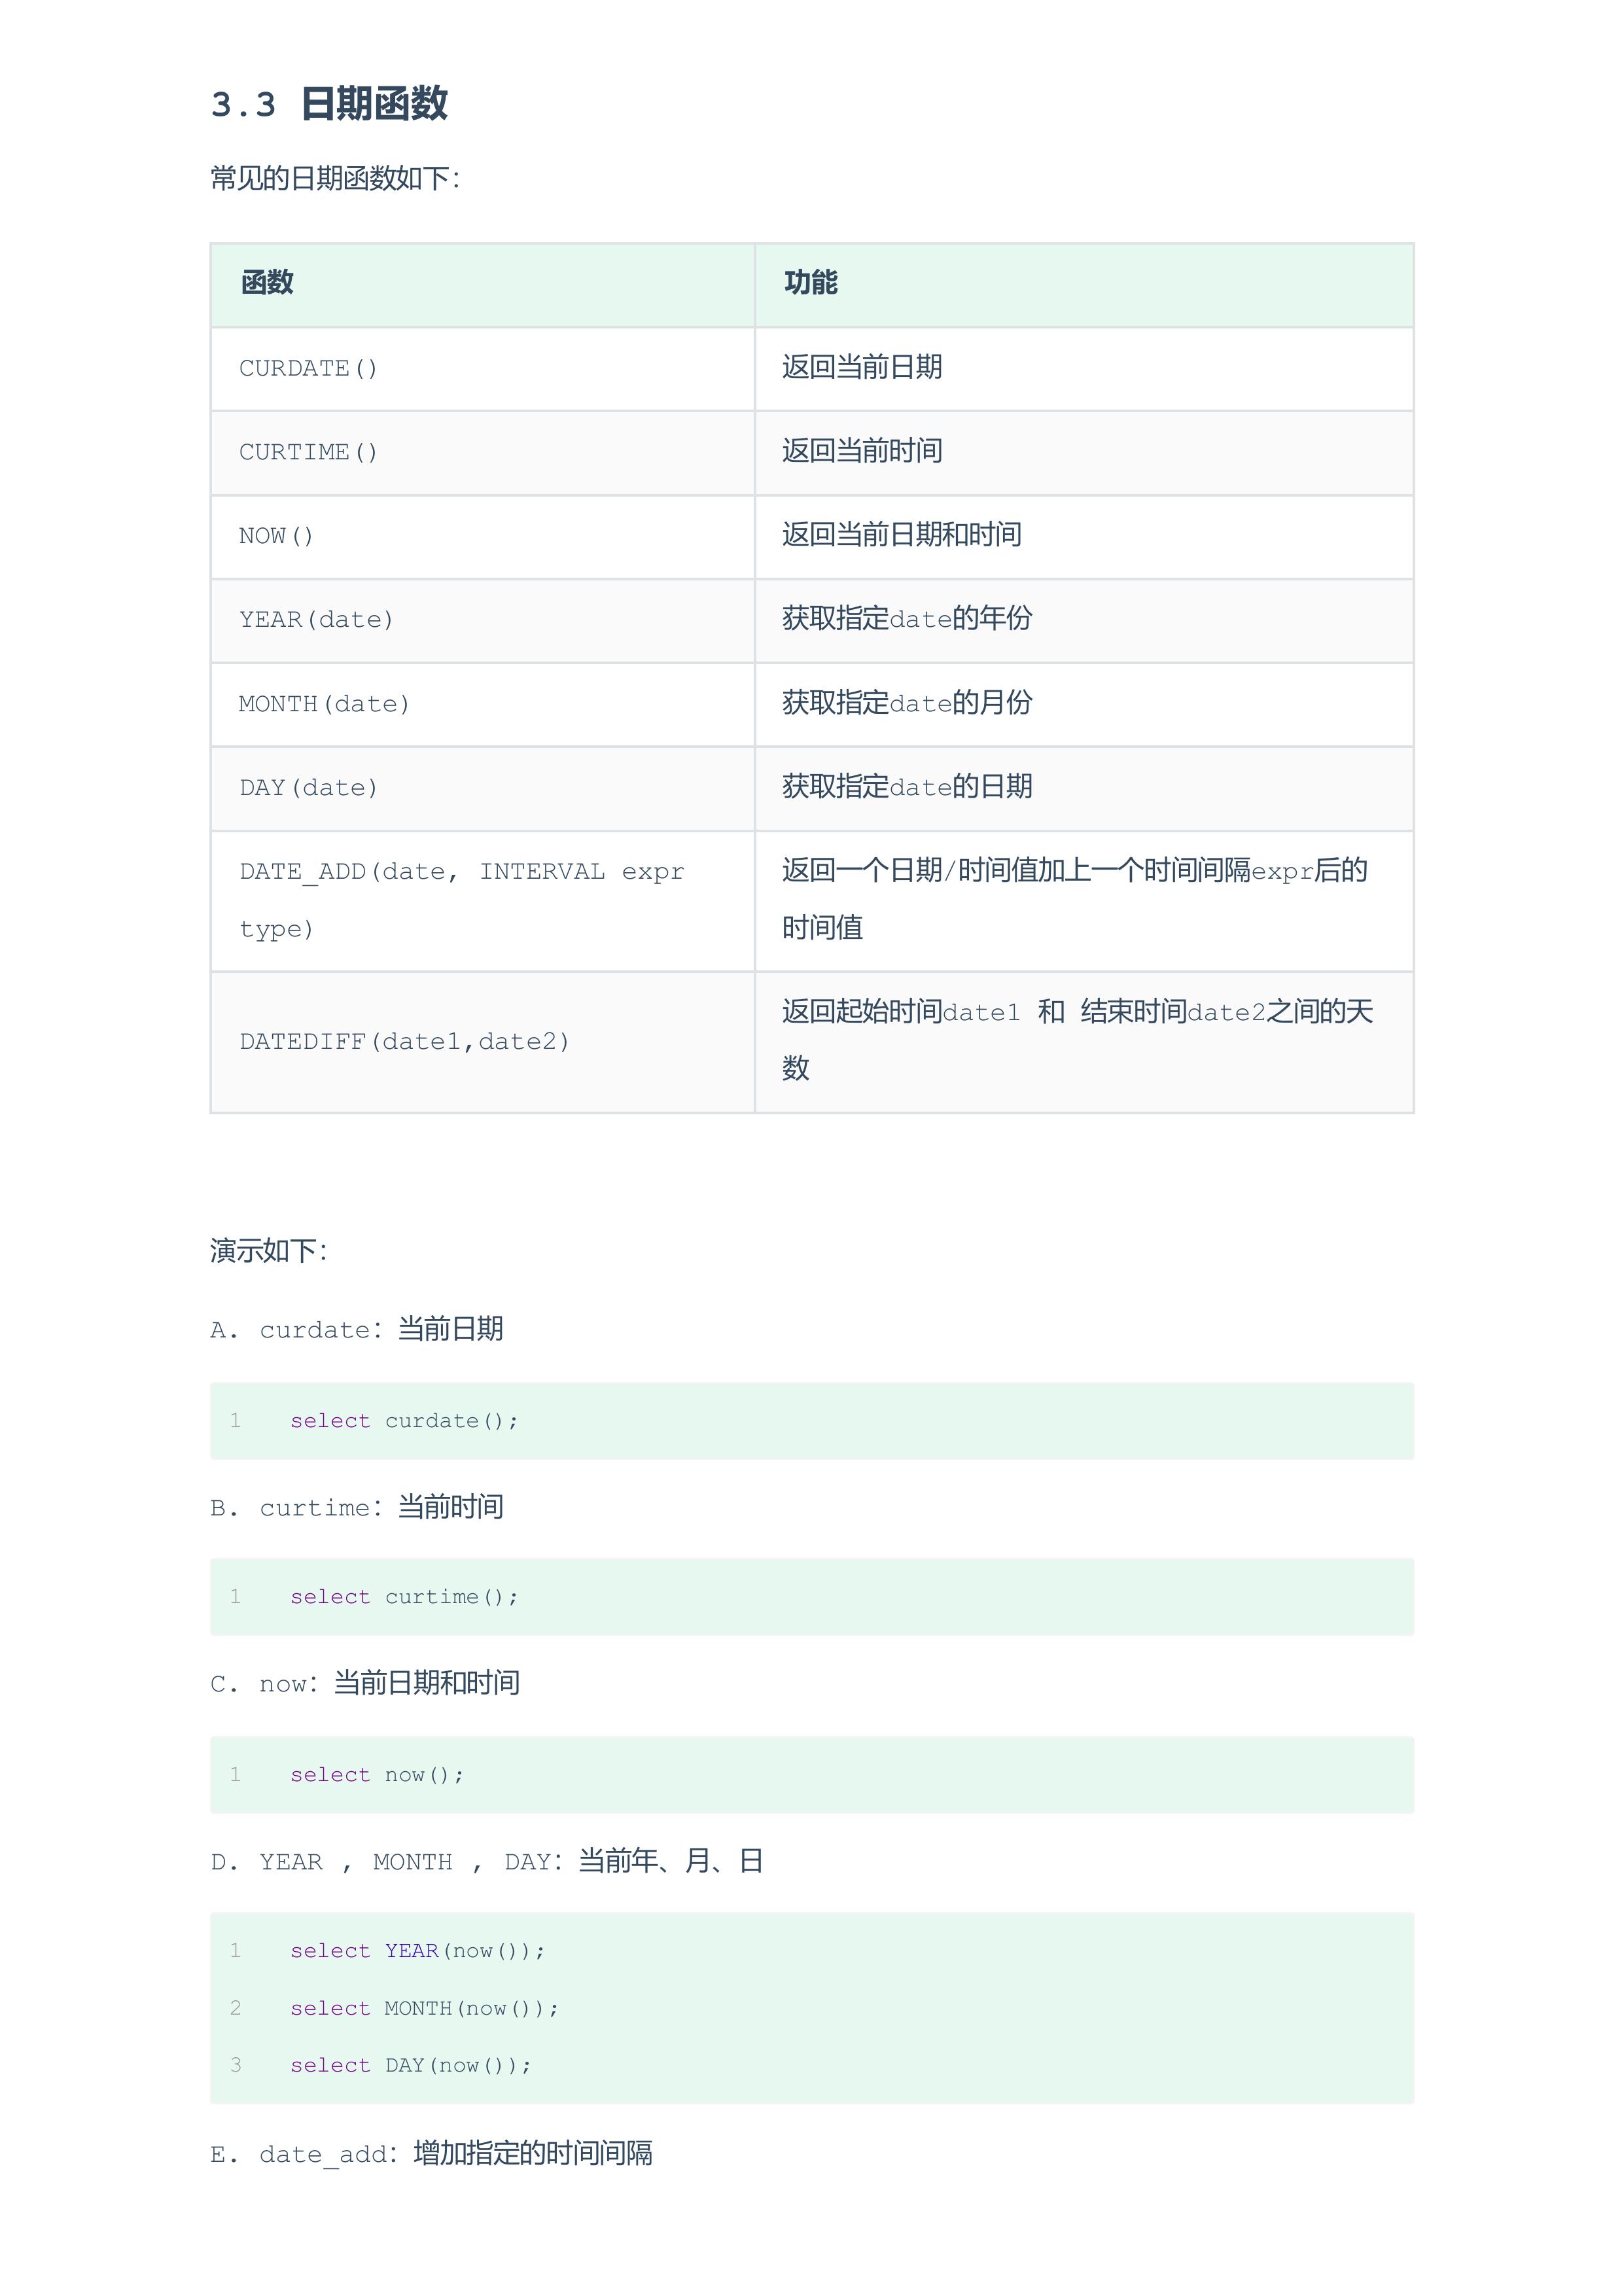 3.3 日期函数
常见的日期函数如下：
函数 功能
CURDATE() 返回当前日期
CURTIME() 返回当前时间
NOW() 返回当前日期和时间
YEAR(date) 获取指定date的年份
MONTH(date) 获取指定date的月份
DAY(date) 获取指定date的日期
DATE_ADD(date, INTERVAL expr
type)
返回一个日期/时间值加上一个时间间隔expr后的
时间值
DATEDIFF(date1,date2)
返回起始时间date1 和 结束时间date2之间的天
数
演示如下：
A. curdate：当前日期
1 select curdate();
B. curtime：当前时间
1 select curtime();
C. now：当前日期和时间
1 select now();
D. YEAR , MONTH , DAY：当前年、月、日
1 select YEAR(now());
2 select MONTH(now());
3 select DAY(now());
E. date_add：增加指定的时间间隔